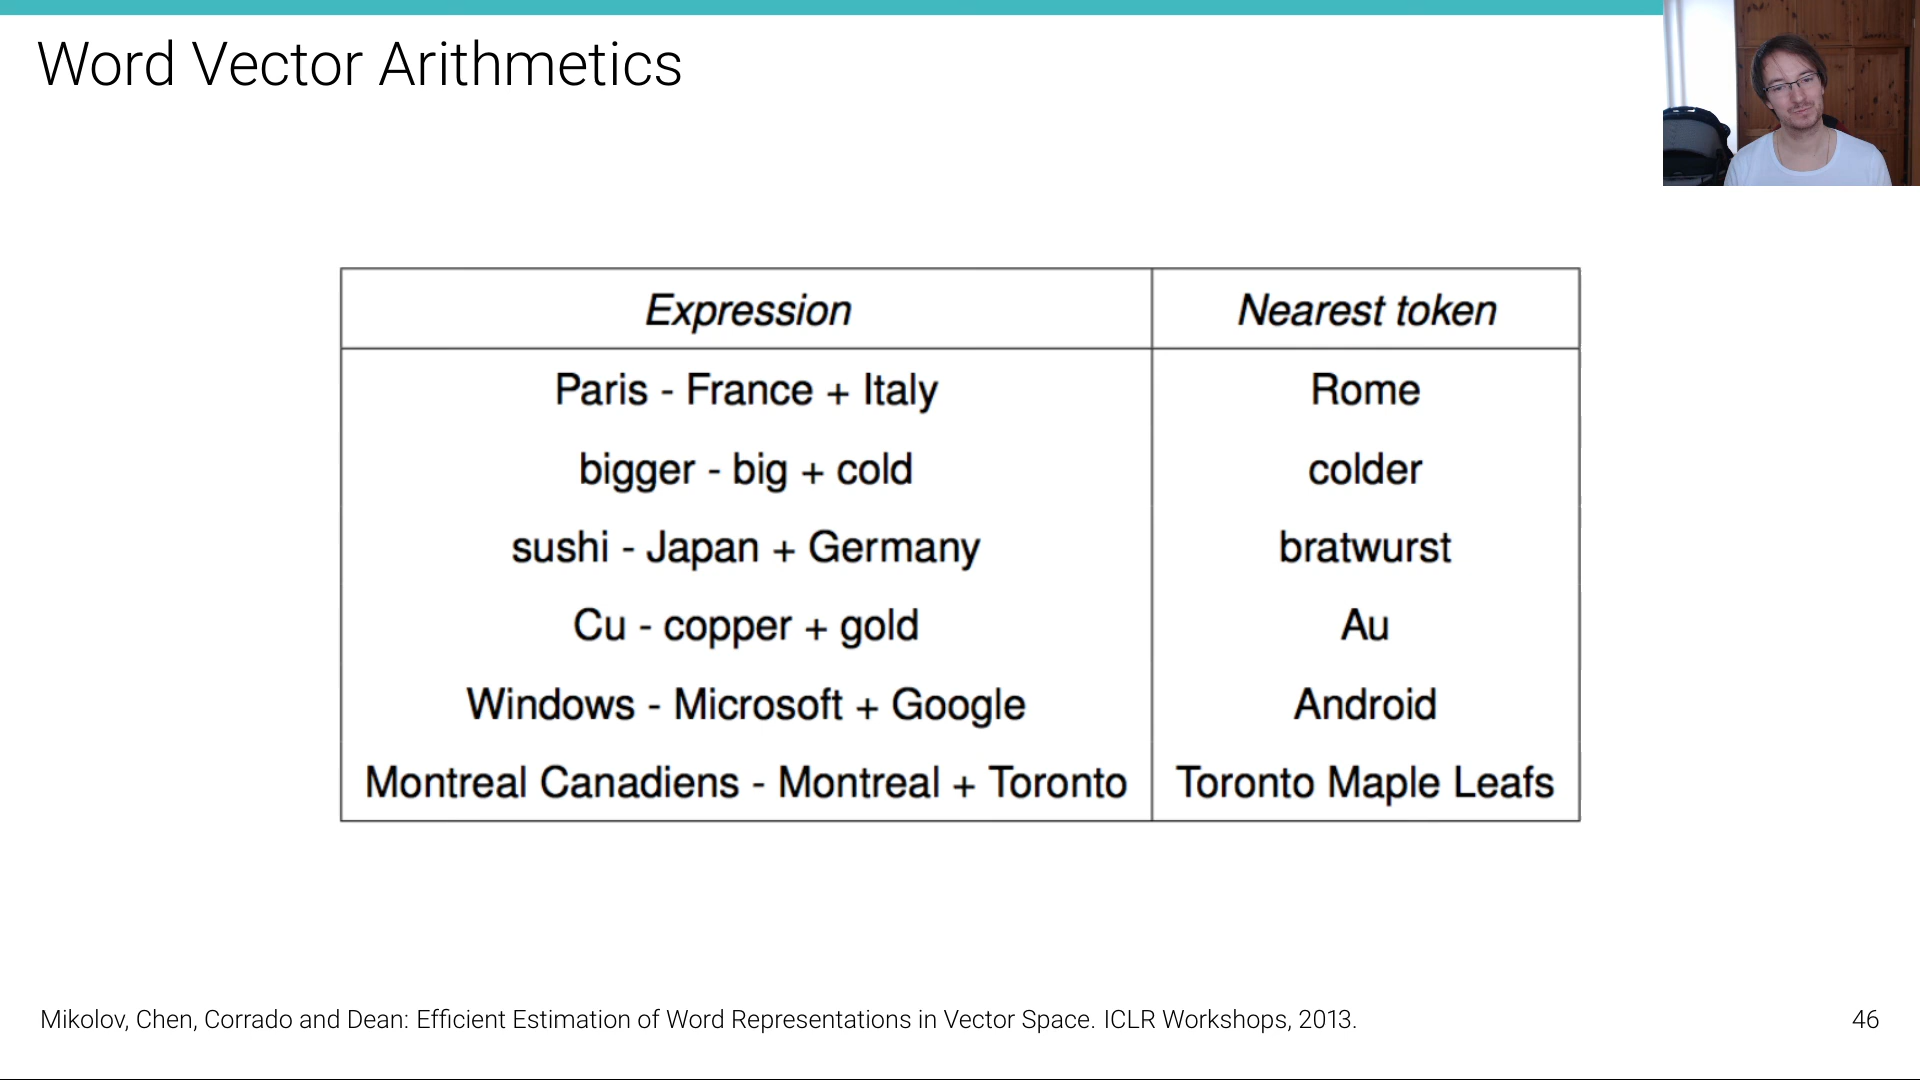 Word Vector Arithmetics
Expression Nearest token
Paris - France + Italy Rome
bigger - big + cold colder
sushi - Japan + Germany bratwurst
Cu - copper + gold Au
Windows - Microsoft + Google Android
Montreal Canadiens - Montreal + Toronto Toronto Maple Leafs
Mikolov, Chen, Corrado and Dean: Efficient Estimation of Word Representations in Vector Space. ICLR Workshops, 2013. 46